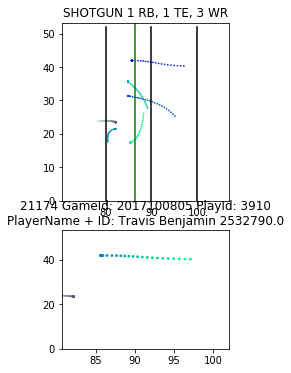 SHOTGUN 1 RB, 1 TE, 3 WR
50
40
30
20
10
0
80 90 100
21174 GameId: 2017100805 PlayId: 3910
PlayerName + ID: Travis Benjamin 2532790.0
40
20
0
85 90 95 100